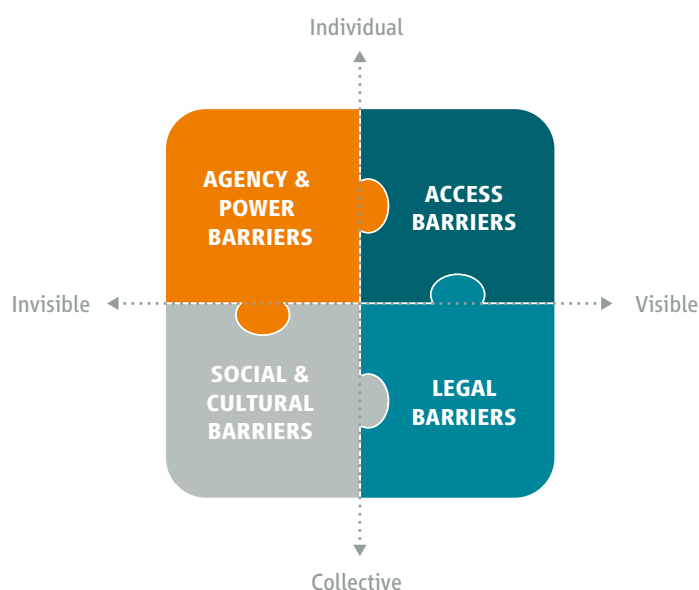 Individual
AGENCY &
POWER
BARRIERS
ACCESS
BARRIERS
Invisible
Visible
SOCIAL &
CULTURAL
BARRIERS
LEGAL
BARRIERS
Collective